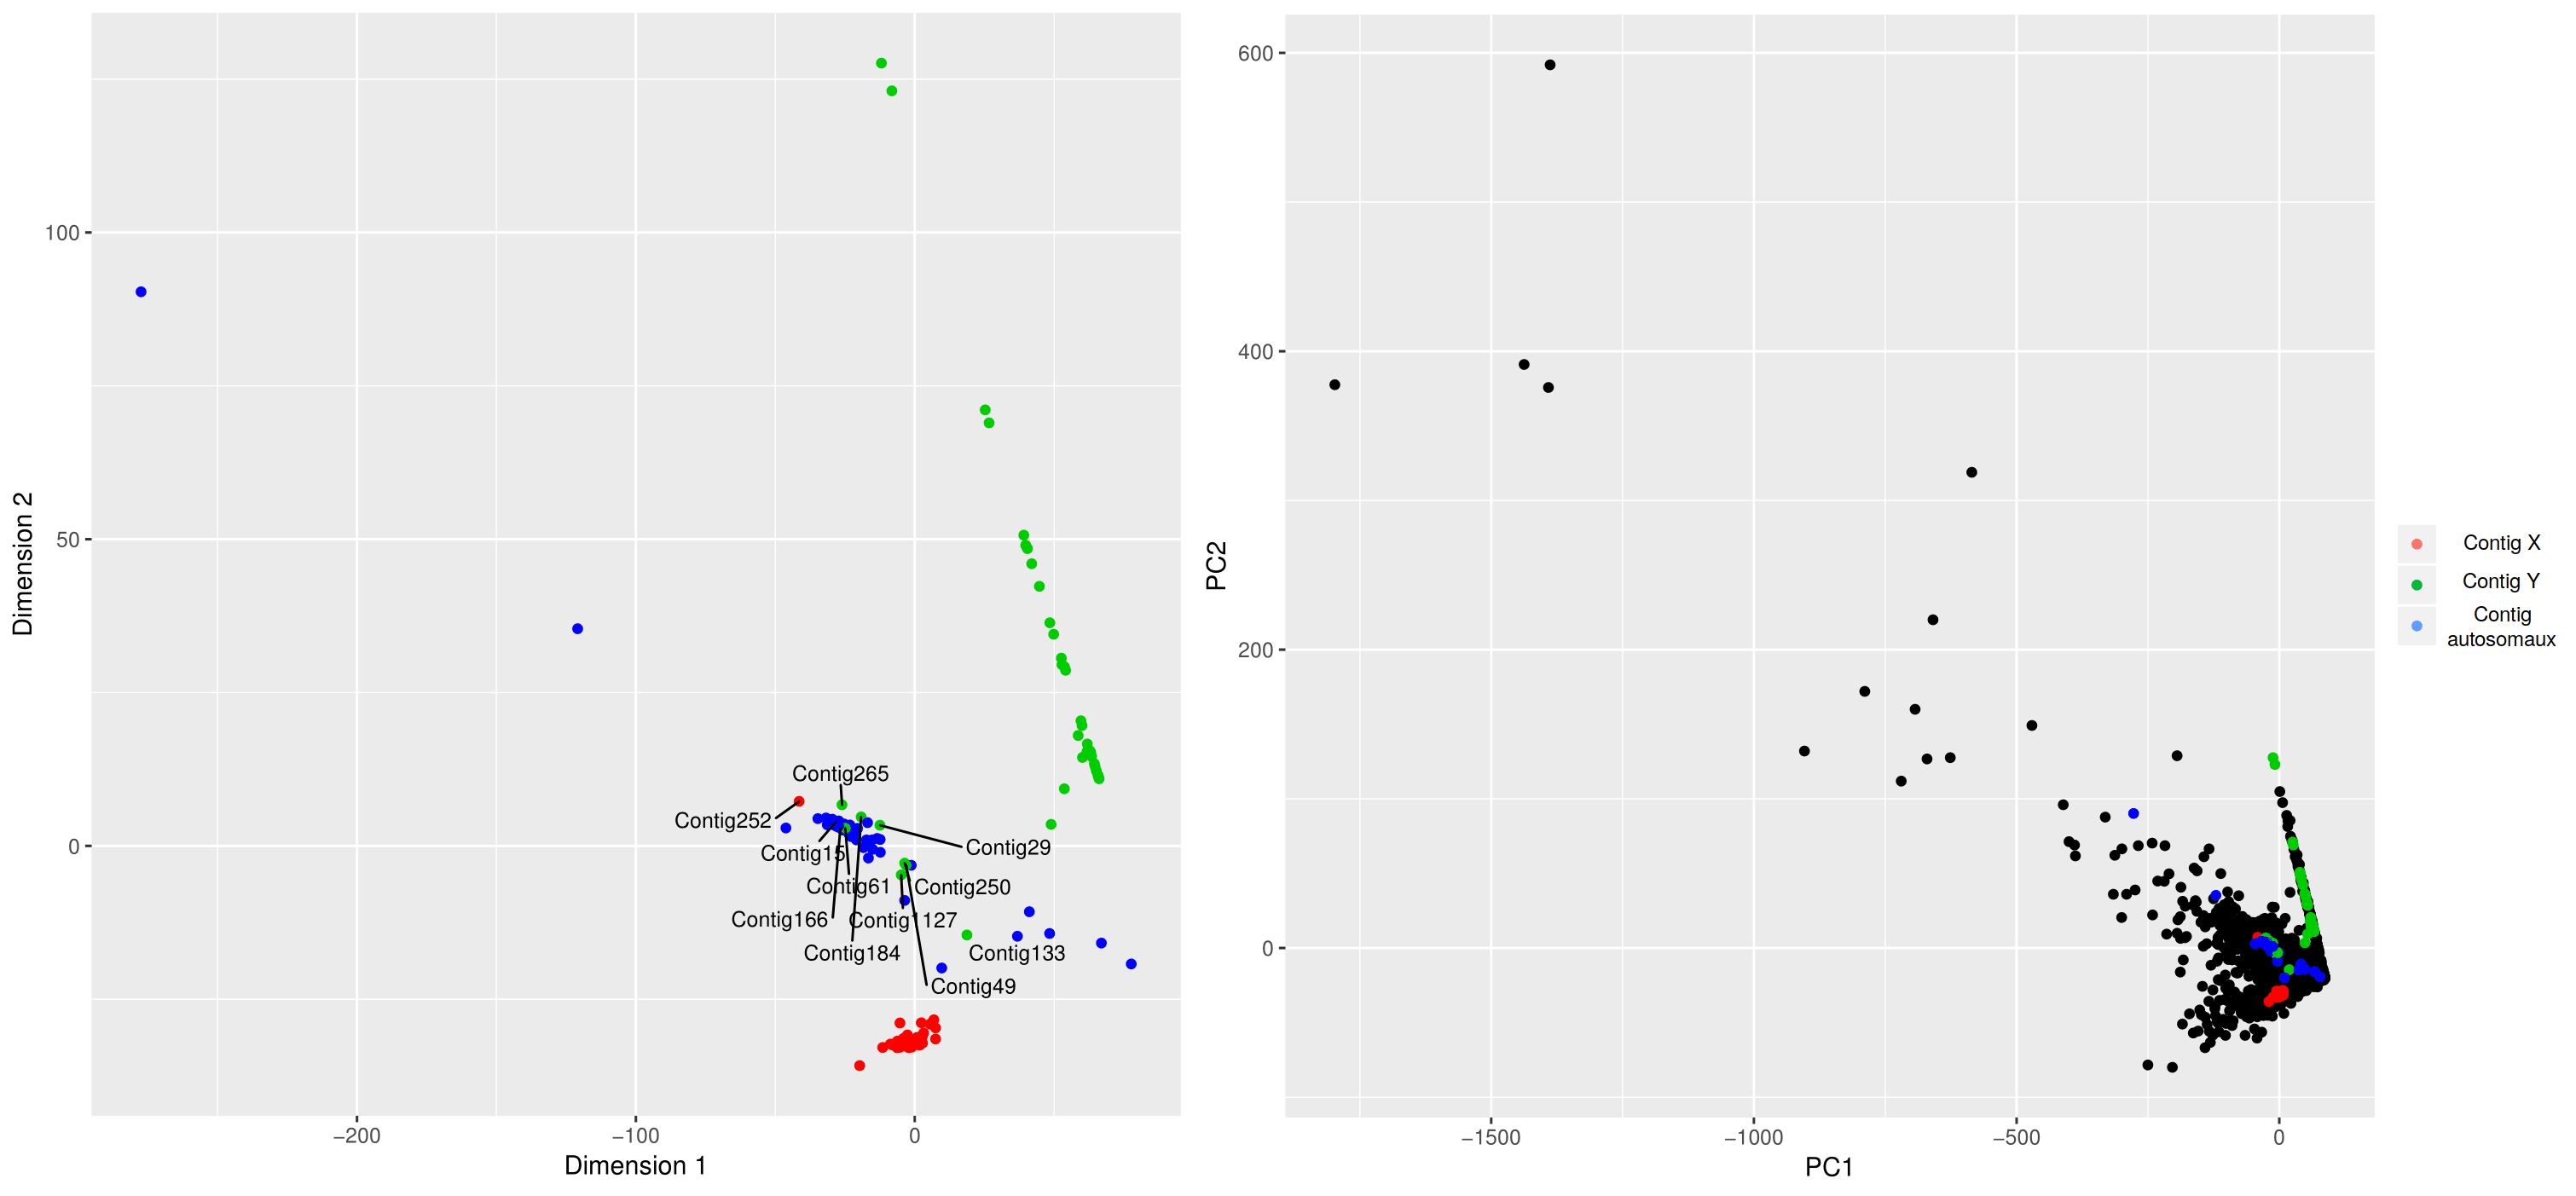 100
50
0
−200
−100
0
Dimension 1
Dimension 2
Contig265
Contig252
Contig15
Contig29
Contig61
Contig250
Contig166
Contig1127
Contig184
Contig133
Contig49
600
400
200
0
−1500
−1000
−500
0
PC1
PC2
Contig X
Contig Y
Contig
autosomaux